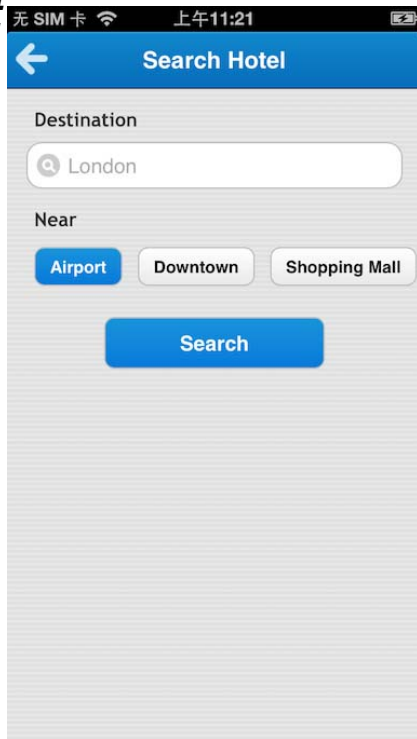 无 SIM 卡 上午11:21
Search Hotel
Destination
London
Near
Airport Downtown Shopping Mall
Search